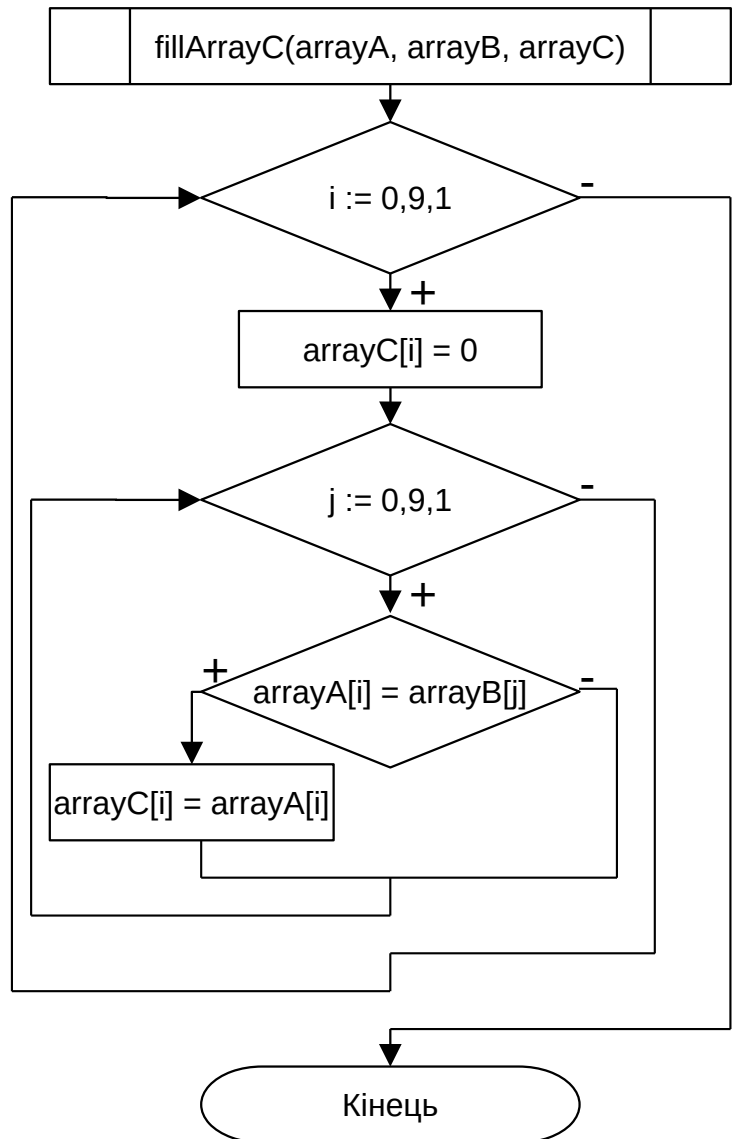 fillArrayC(arrayA, arrayB, arrayC)
i := 0,9,1
-
+
arrayC[i] = 0
j := 0,9,1
-
+
+
arrayA[i] = arrayB[j]
-
arrayC[i] = arrayA[i]
Кінець